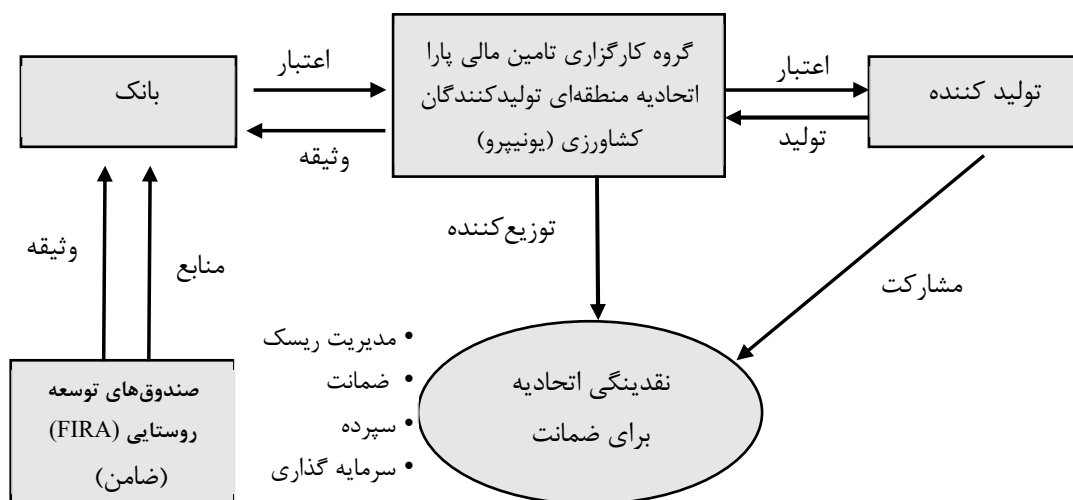 گروه کارگزاری تامین مالی پارا
اتحادیه منطقه‌ای تولیدکنندگان
کشاورزی (یونیپرو)
تولید کننده
اعتبار
تولید
اعتبار
وثیقه
بانک
توزیع‌کننده
مشارکت
منابع
وثیقه
• مدیریت ریسک
• ضمانت
• سپرده
• سرمایه گذاری
نقدینگی اتحادیه
برای ضمانت
صندوق‌های توسعه
روستایی (FIRA)
(ضامن)